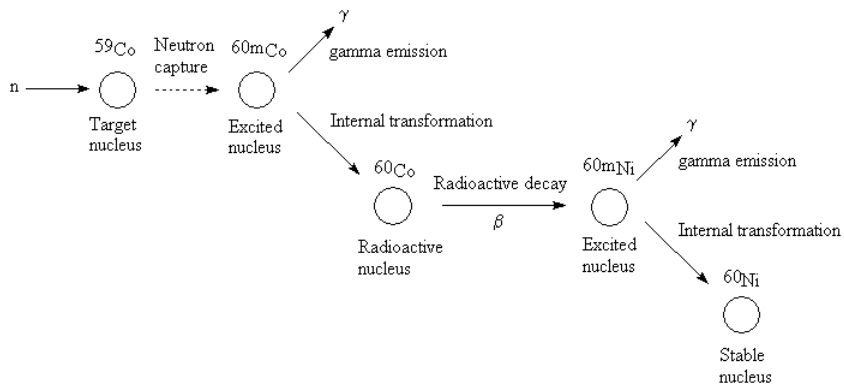 n
59Co
Target
nucleus
Neutron
capture
60mCo
Excited
nucleus
γ
gamma emission
Internal transformation
60Co
Radioactive
nucleus
Radioactive decay
β
60mNi
Excited
nucleus
γ
gamma emission
Internal transformation
60Ni
Stable
nucleus